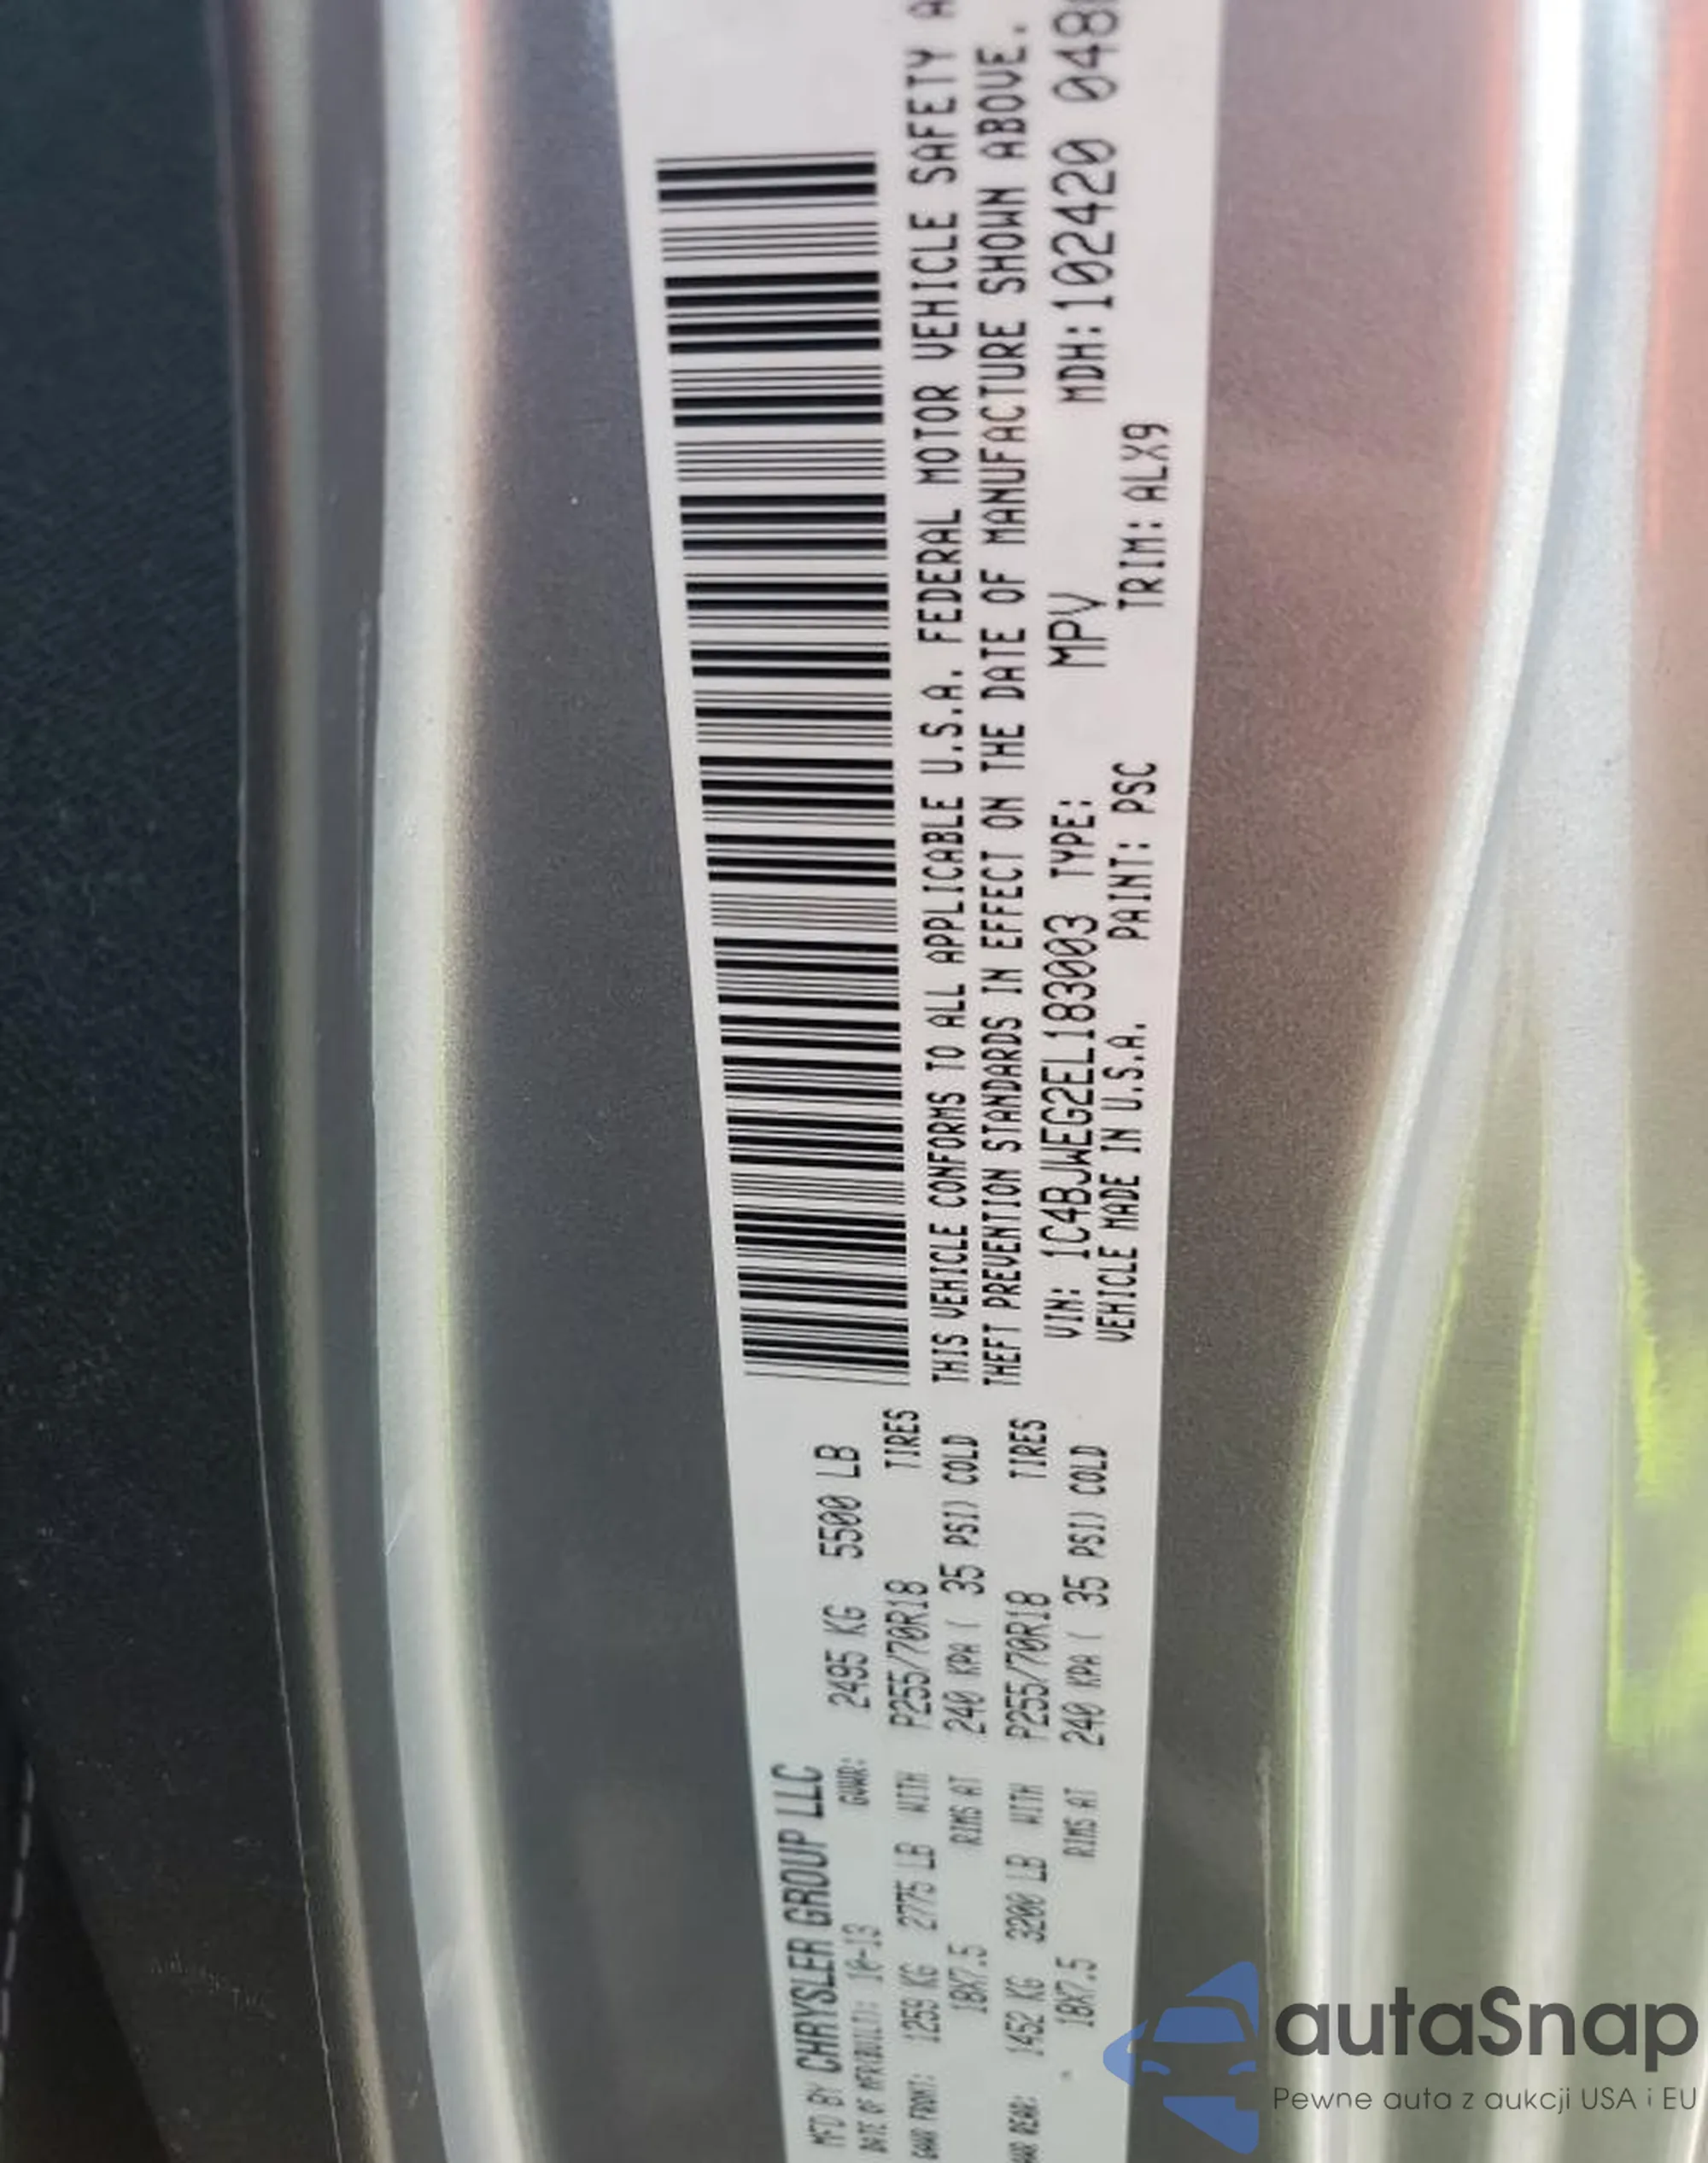 MFD BY CHRYSLER GROUP LLC
DATE OF MFR(BUILT): 10-13 GVWR: 2495 KG 5500 LB
GAWR FRONT: 1259 KG 2775 LB WITH P255/70R18 TIRES
18X7.5 RIMS AT 240 KPA ( 35 PSI) COLD
GAWR REAR: 1452 KG 3200 LB WITH P255/70R18 TIRES
18X7.5 RIMS AT 240 KPA ( 35 PSI) COLD
THIS VEHICLE CONFORMS TO ALL APPLICABLE U.S.A. FEDERAL MOTOR VEHICLE SAFETY A
THEFT PREVENTION STANDARDS IN EFFECT ON THE DATE OF MANUFACTURE SHOWN ABOVE.
VIN: 1C4BJWEG2EL183003 TYPE: MPV MDH:102420 048
VEHICLE MADE IN U.S.A. PAINT: PSC TRIM: ALX9
autaSnap
Pewne auta z aukcji USA i EU